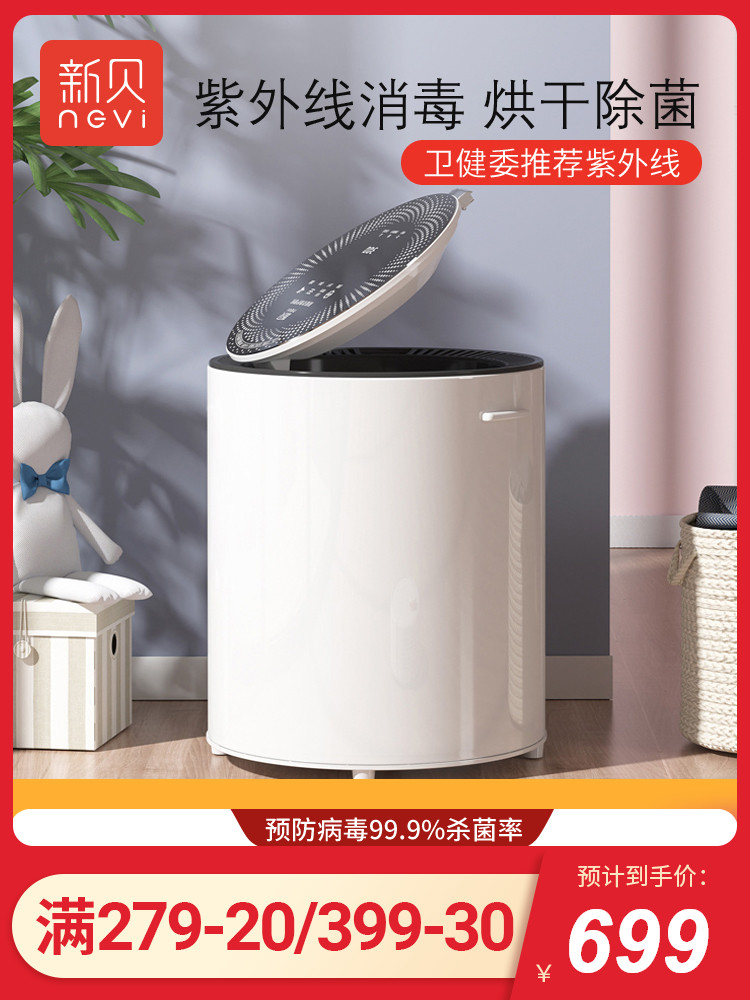 新贝
ncvi
紫外线消毒 烘干除菌
卫健委推荐紫外线
预防病毒99.9%杀菌率
预计到手价：
满279-20/399-30
￥699